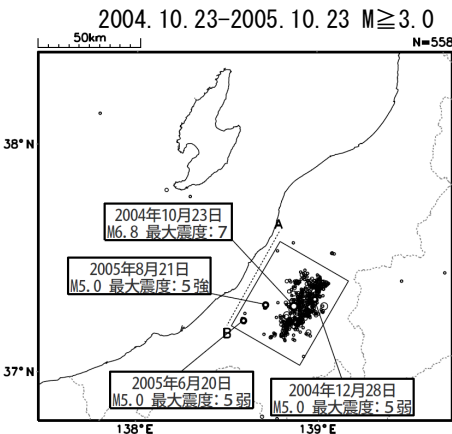 2004.10.23-2005.10.23 M≧3.0
50km
N=558
38°N
2004年10月23日
M6.8 最大震度:7
A
2005年8月21日
M5.0 最大震度:5強
B
37°N
2005年6月20日
M5.0 最大震度:5弱
2004年12月28日
M5.0 最大震度:5弱
138°E
139°E